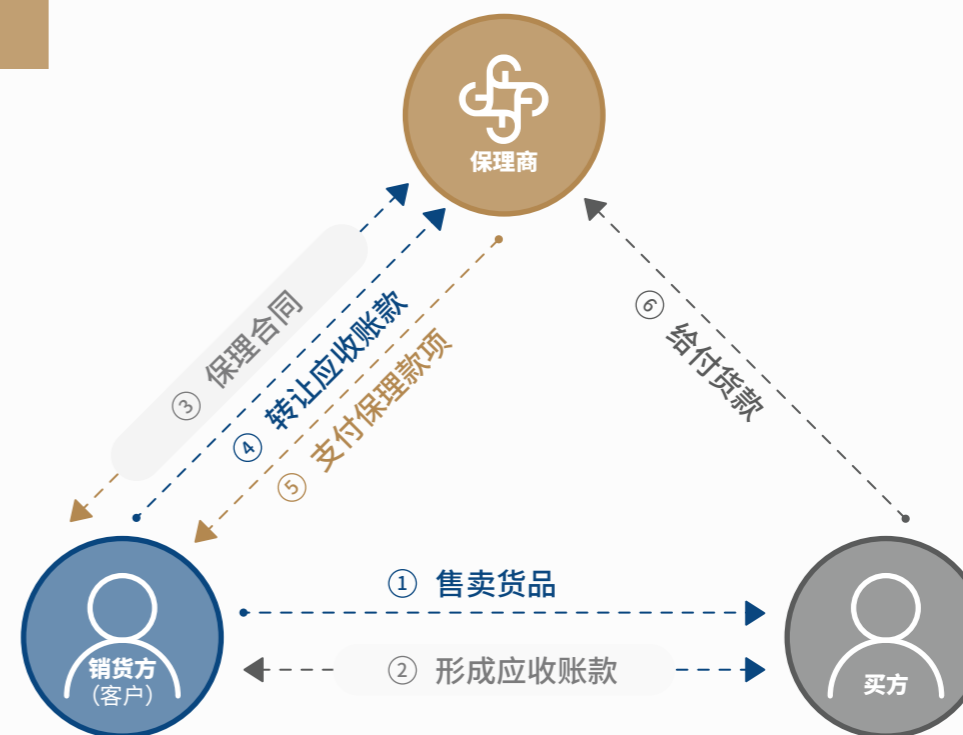 保理商
③ 保理合同
④ 转让应收账款
⑤ 支付保理款项
⑥ 给付货款
① 售卖货品
② 形成应收账款
销货方
（客户）
买方